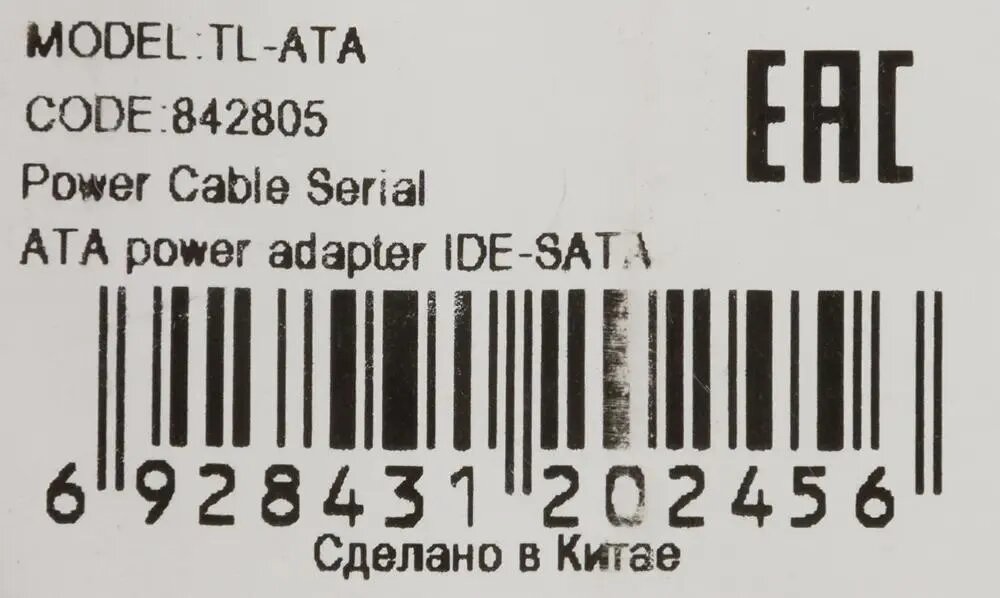 MODEL:TL-ATA
EAC
CODE:842805
Power Cable Serial
ATA power adapter IDE-SATA
6 928431 202456
Сделано в Китае